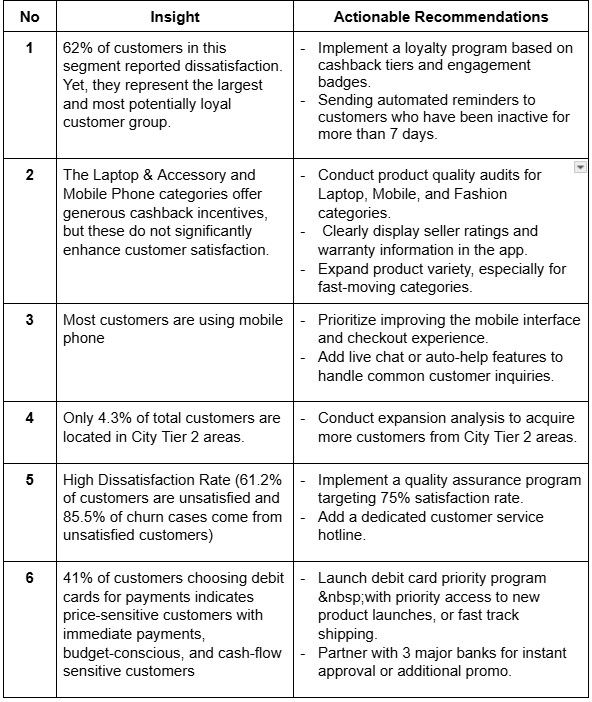 No
Insight
Actionable Recommendations
1
62% of customers in this
segment reported dissatisfaction.
Yet, they represent the largest
and most potentially loyal
customer group.
- Implement a loyalty program based on
cashback tiers and engagement
badges.
- Sending automated reminders to
customers who have been inactive for
more than 7 days.
2
The Laptop & Accessory and
Mobile Phone categories offer
generous cashback incentives,
but these do not significantly
enhance customer satisfaction.
- Conduct product quality audits for
Laptop, Mobile, and Fashion
categories.
- Clearly display seller ratings and
warranty information in the app.
- Expand product variety, especially for
fast-moving categories.
3
Most customers are using mobile
phone
- Prioritize improving the mobile interface
and checkout experience.
- Add live chat or auto-help features to
handle common customer inquiries.
4
Only 4.3% of total customers are
located in City Tier 2 areas.
- Conduct expansion analysis to acquire
more customers from City Tier 2 areas.
5
High Dissatisfaction Rate (61.2%
of customers are unsatisfied and
85.5% of churn cases come from
unsatisfied customers)
- Implement a quality assurance program
targeting 75% satisfaction rate.
- Add a dedicated customer service
hotline.
6
41% of customers choosing debit
cards for payments indicates
price-sensitive customers with
immediate payments,
budget-conscious, and cash-flow
sensitive customers
- Launch debit card priority program
&nbsp;with priority access to new
product launches, or fast track
shipping.
- Partner with 3 major banks for instant
approval or additional promo.